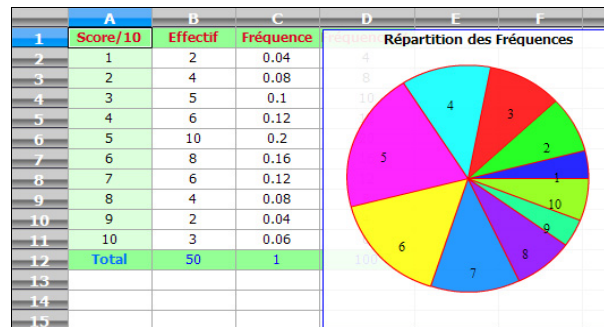 A B C D E F
1 Score/10 Effectif Fréquence Répartition des Fréquences
2 1 2 0.04 4
3 2 4 0.08 8
4 3 5 0.1 10
5 4 6 0.12
6 5 10 0.2
7 6 8 0.16
8 7 6 0.12
9 8 4 0.08
10 9 2 0.04
11 10 3 0.06
12 Total 50 1 100
13
14
15
4
3
2
5
1
10
9
6
8
7